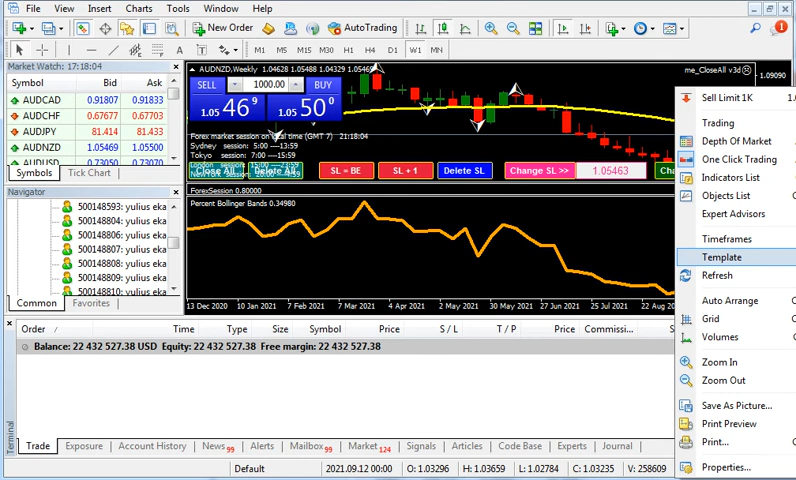 File View Insert Charts Tools Window Help
New Order AutoTrading
A T M1 M5 M15 M30 H1 H4 D1 W1 MN
Market Watch: 17:18:04
Symbol Bid Ask
AUDCAD 0.91807 0.91833
AUDCHF 0.67677 0.67703
AUDJPY 81.414 81.433
AUDNZD 1.05469 1.05500
AUDUSD 0.73050 0.73070
Symbols Tick Chart
Navigator
500148593: yulius eka
500148804: yulius eka
500148806: yulius eka
500148807: yulius eka
500148808: yulius eka
500148809: yulius eka
500148810: yulius eka
Common Favorites
AUDNZD,Weekly 1.04628 1.05488 1.04329 1.05469
me_CloseAll v3d
SELL 1000.00 BUY
1.05 46 9 1.05 50 0
1.09090
Forex market session on real time (GMT 7) 21:18:04
Sydney session: 5:00 ----13:59
Tokyo session: 7:00 ----15:59
Close All Delete All SL = BE SL + 1 Delete SL Change SL >> 1.05463
ForexSession 0.80000
Percent Bollinger Bands 0.34980
13 Dec 2020 10 Jan 2021 7 Feb 2021 7 Mar 2021 4 Apr 2021 2 May 2021 30 May 2021 27 Jun 2021 25 Jul 2021 22 Aug
Sell Limit 1K
Trading
Depth Of Market
One Click Trading
Indicators List
Objects List
Expert Advisors
Timeframes
Template
Refresh
Auto Arrange
Grid
Volumes
Zoom In
Zoom Out
Save As Picture...
Print Preview
Print...
Properties...
Order / Time Type Size Symbol Price S / L T / P Price Commissi... S
Balance: 22 432 527.38 USD Equity: 22 432 527.38 Free margin: 22 432 527.38
Terminal
Trade Exposure Account History News 99 Alerts Mailbox 99 Market 124 Signals Articles Code Base Experts Journal
Default 2021.09.12 00:00 O: 1.03296 H: 1.03659 L: 1.02784 C: 1.03235 V: 258609